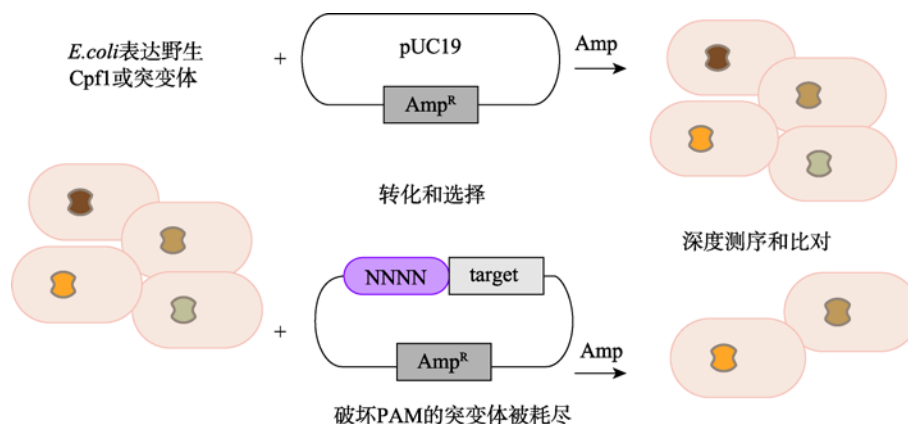 E.coli表达野生
Cpf1或突变体
+
pUC19
Amp^R
Amp
转化和选择
深度测序和比对
+
NNNN
target
Amp^R
Amp
破坏PAM的突变体被耗尽